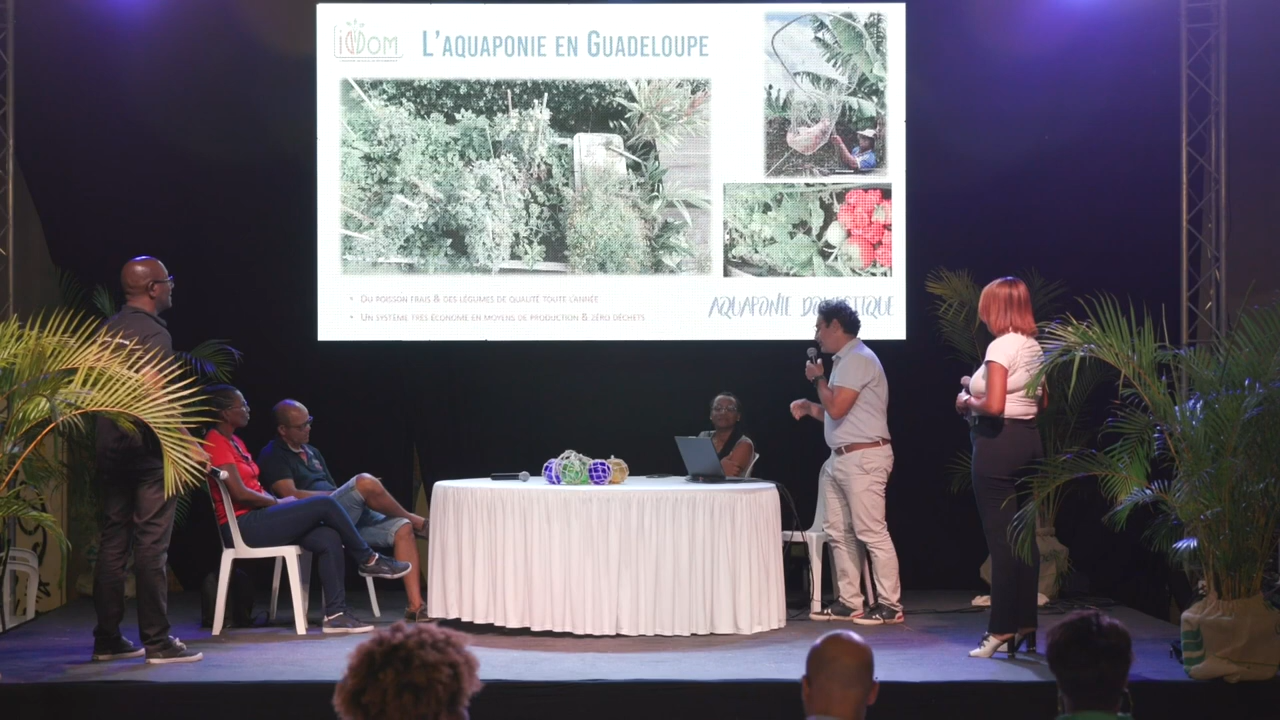 iDDOM
L'AQUAPONIE EN GUADELOUPE
• DU POISSON FRAIS & DES LÉGUMES DE QUALITÉ TOUTE L'ANNÉE
• UN SYSTÈME TRÈS ÉCONOME EN MOYENS DE PRODUCTION & ZÉRO DÉCHETS
AQUAPONIE DOMESTIQUE